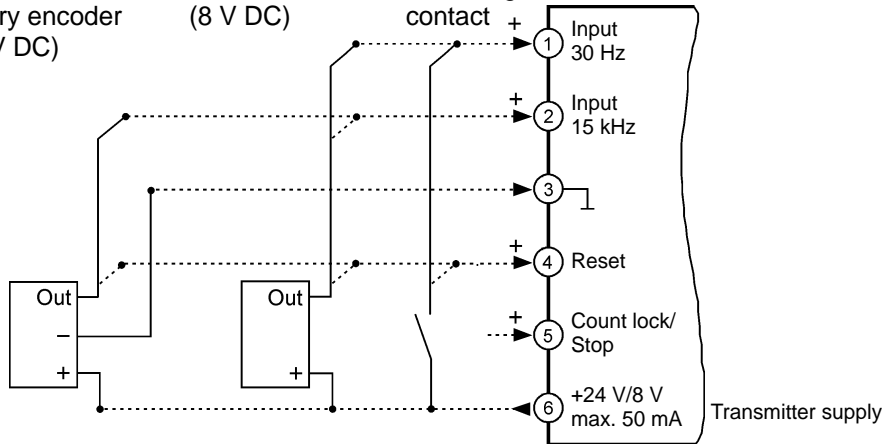 ry encoder
(8 V DC)
contact
V DC)
+
1
Input
30 Hz
+
2
Input
15 kHz
3
+
4
Reset
Out
Out
+
5
Count lock/
Stop
−
+
+
6
+24 V/8 V
max. 50 mA
Transmitter supply